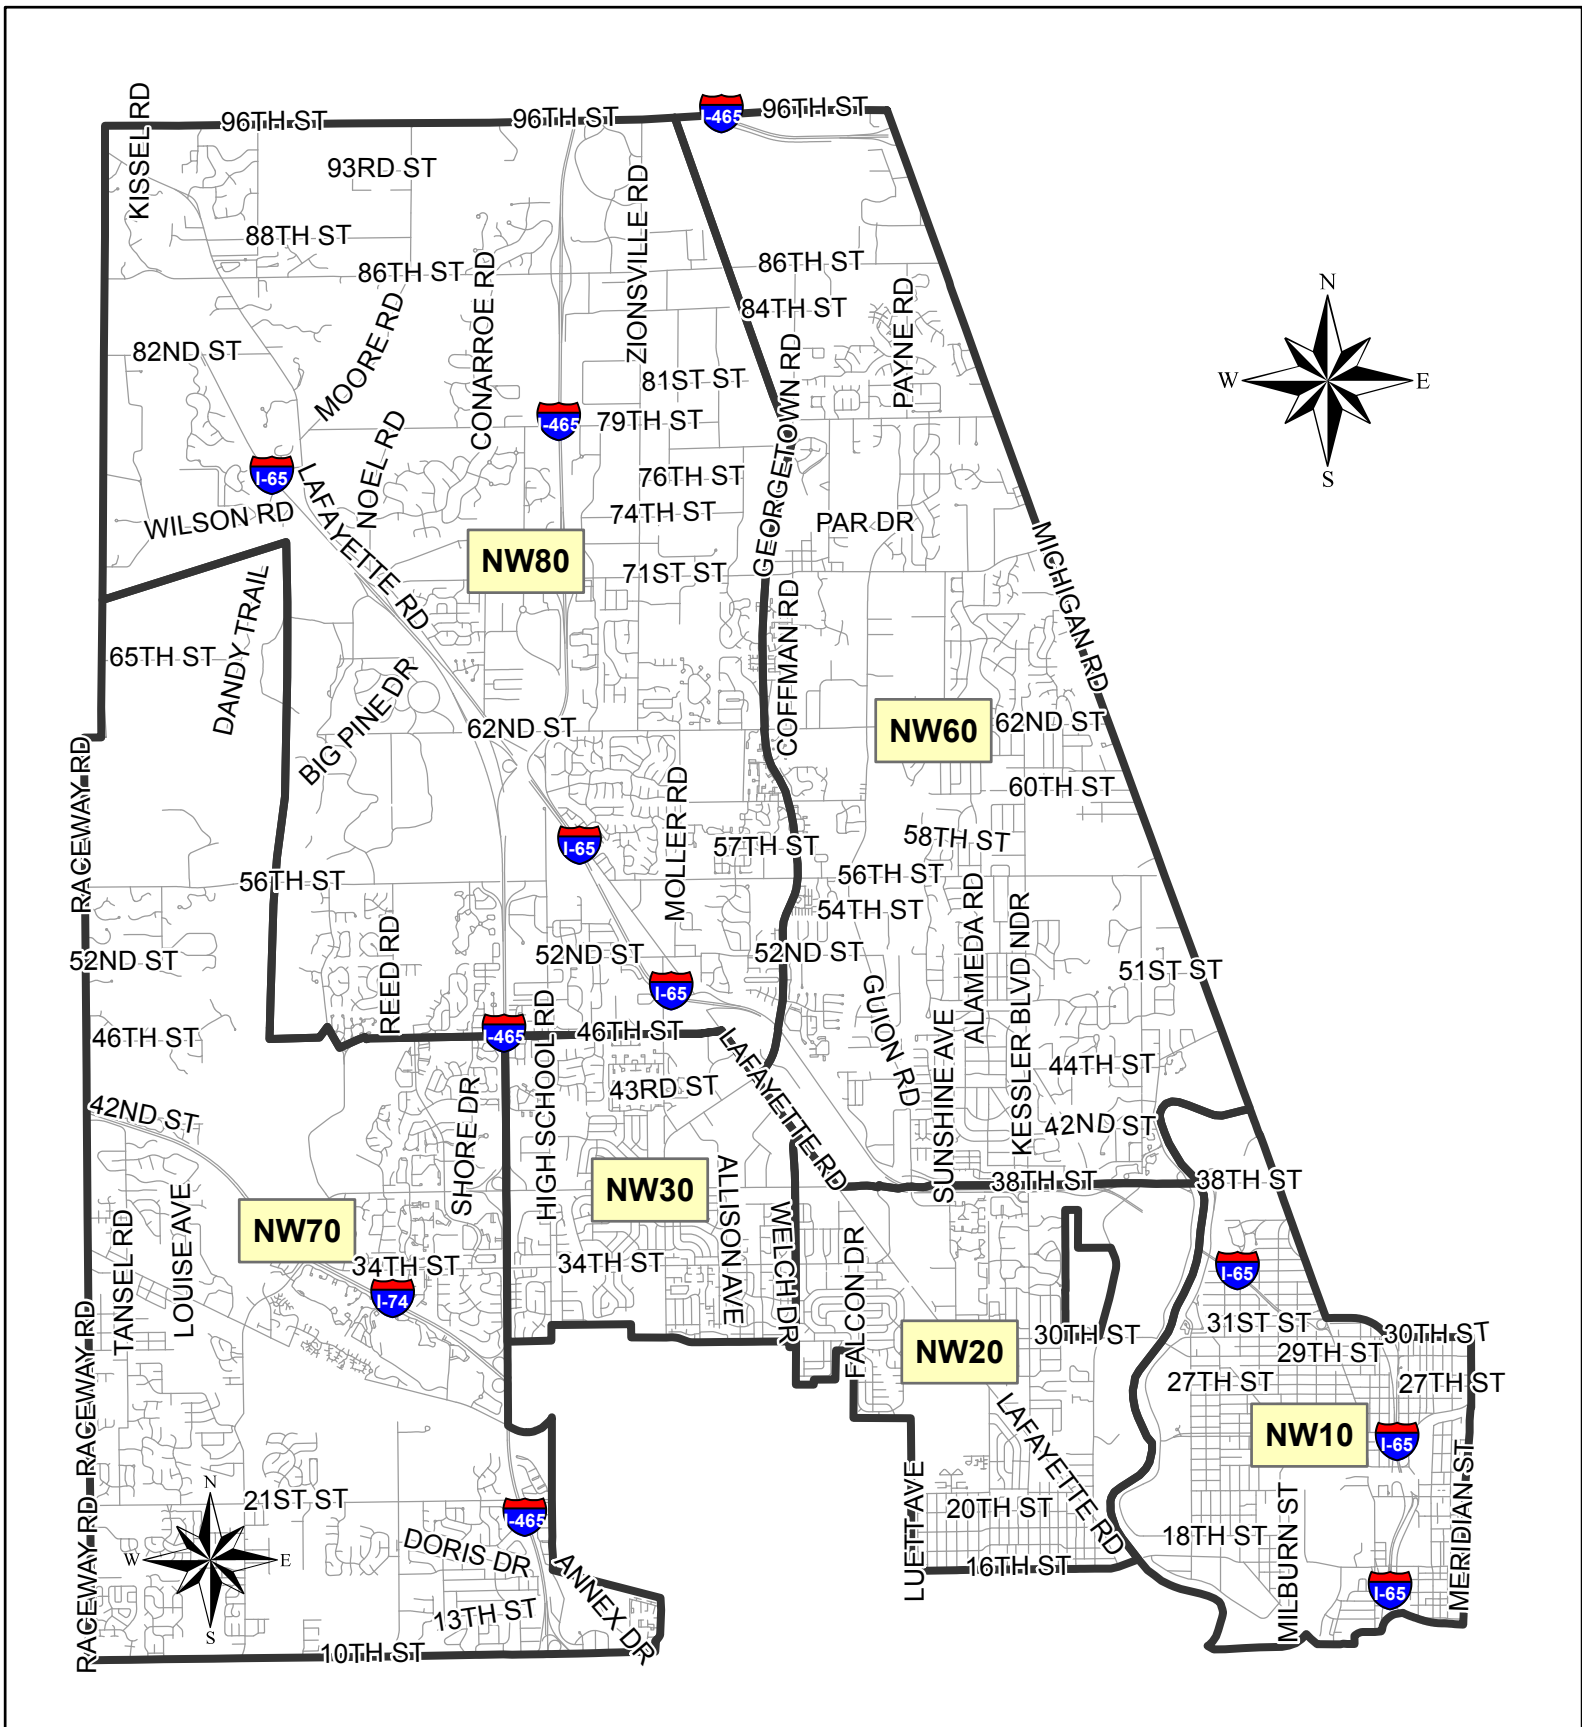 96TH ST
96TH ST
I-465
96TH ST
KISSEL RD
93RD ST
ZIONSVILLE RD
88TH ST
86TH ST
CONARROE RD
86TH ST
84TH ST
PAYNE RD
N
W
E
S
MOORE RD
82ND ST
81ST ST
GEORGETOWN RD
I-465
79TH ST
NOEL RD
I-65
LAFAYETTE RD
76TH ST
WILSON RD
74TH ST
PAR DR
NW80
71ST ST
MICHIGAN RD
DANDY TRAIL
65TH ST
COFFMAN RD
BIG PINE DR
62ND ST
NW60
62ND ST
RACEWAY RD
60TH ST
MOLLER RD
I-65
57TH ST
58TH ST
56TH ST
56TH ST
54TH ST
ALAMEDA RD
KESSLER BLVD NDR
REED RD
52ND ST
52ND ST
52ND ST
51ST ST
I-65
GUION RD
46TH ST
I-465
HIGH SCHOOL RD
46TH ST
LAFAYETTE RD
SUNSHINE AVE
44TH ST
43RD ST
42ND ST
SHORE DR
42ND ST
NW30
ALLISON AVE
38TH ST
38TH ST
NW70
TANSEL RD
LOUISE AVE
WELCH DR
FALCON DR
34TH ST
34TH ST
I-74
I-65
31ST ST
30TH ST
30TH ST
NW20
29TH ST
27TH ST
27TH ST
RACEWAY RD
RACEWAY RD
LAFAYETTE RD
NW10
I-65
N
W
E
S
21ST ST
I-465
LUETT AVE
20TH ST
18TH ST
MILBURN ST
MERIDIAN ST
DORIS DR
ANNEX DR
16TH ST
I-65
13TH ST
10TH ST